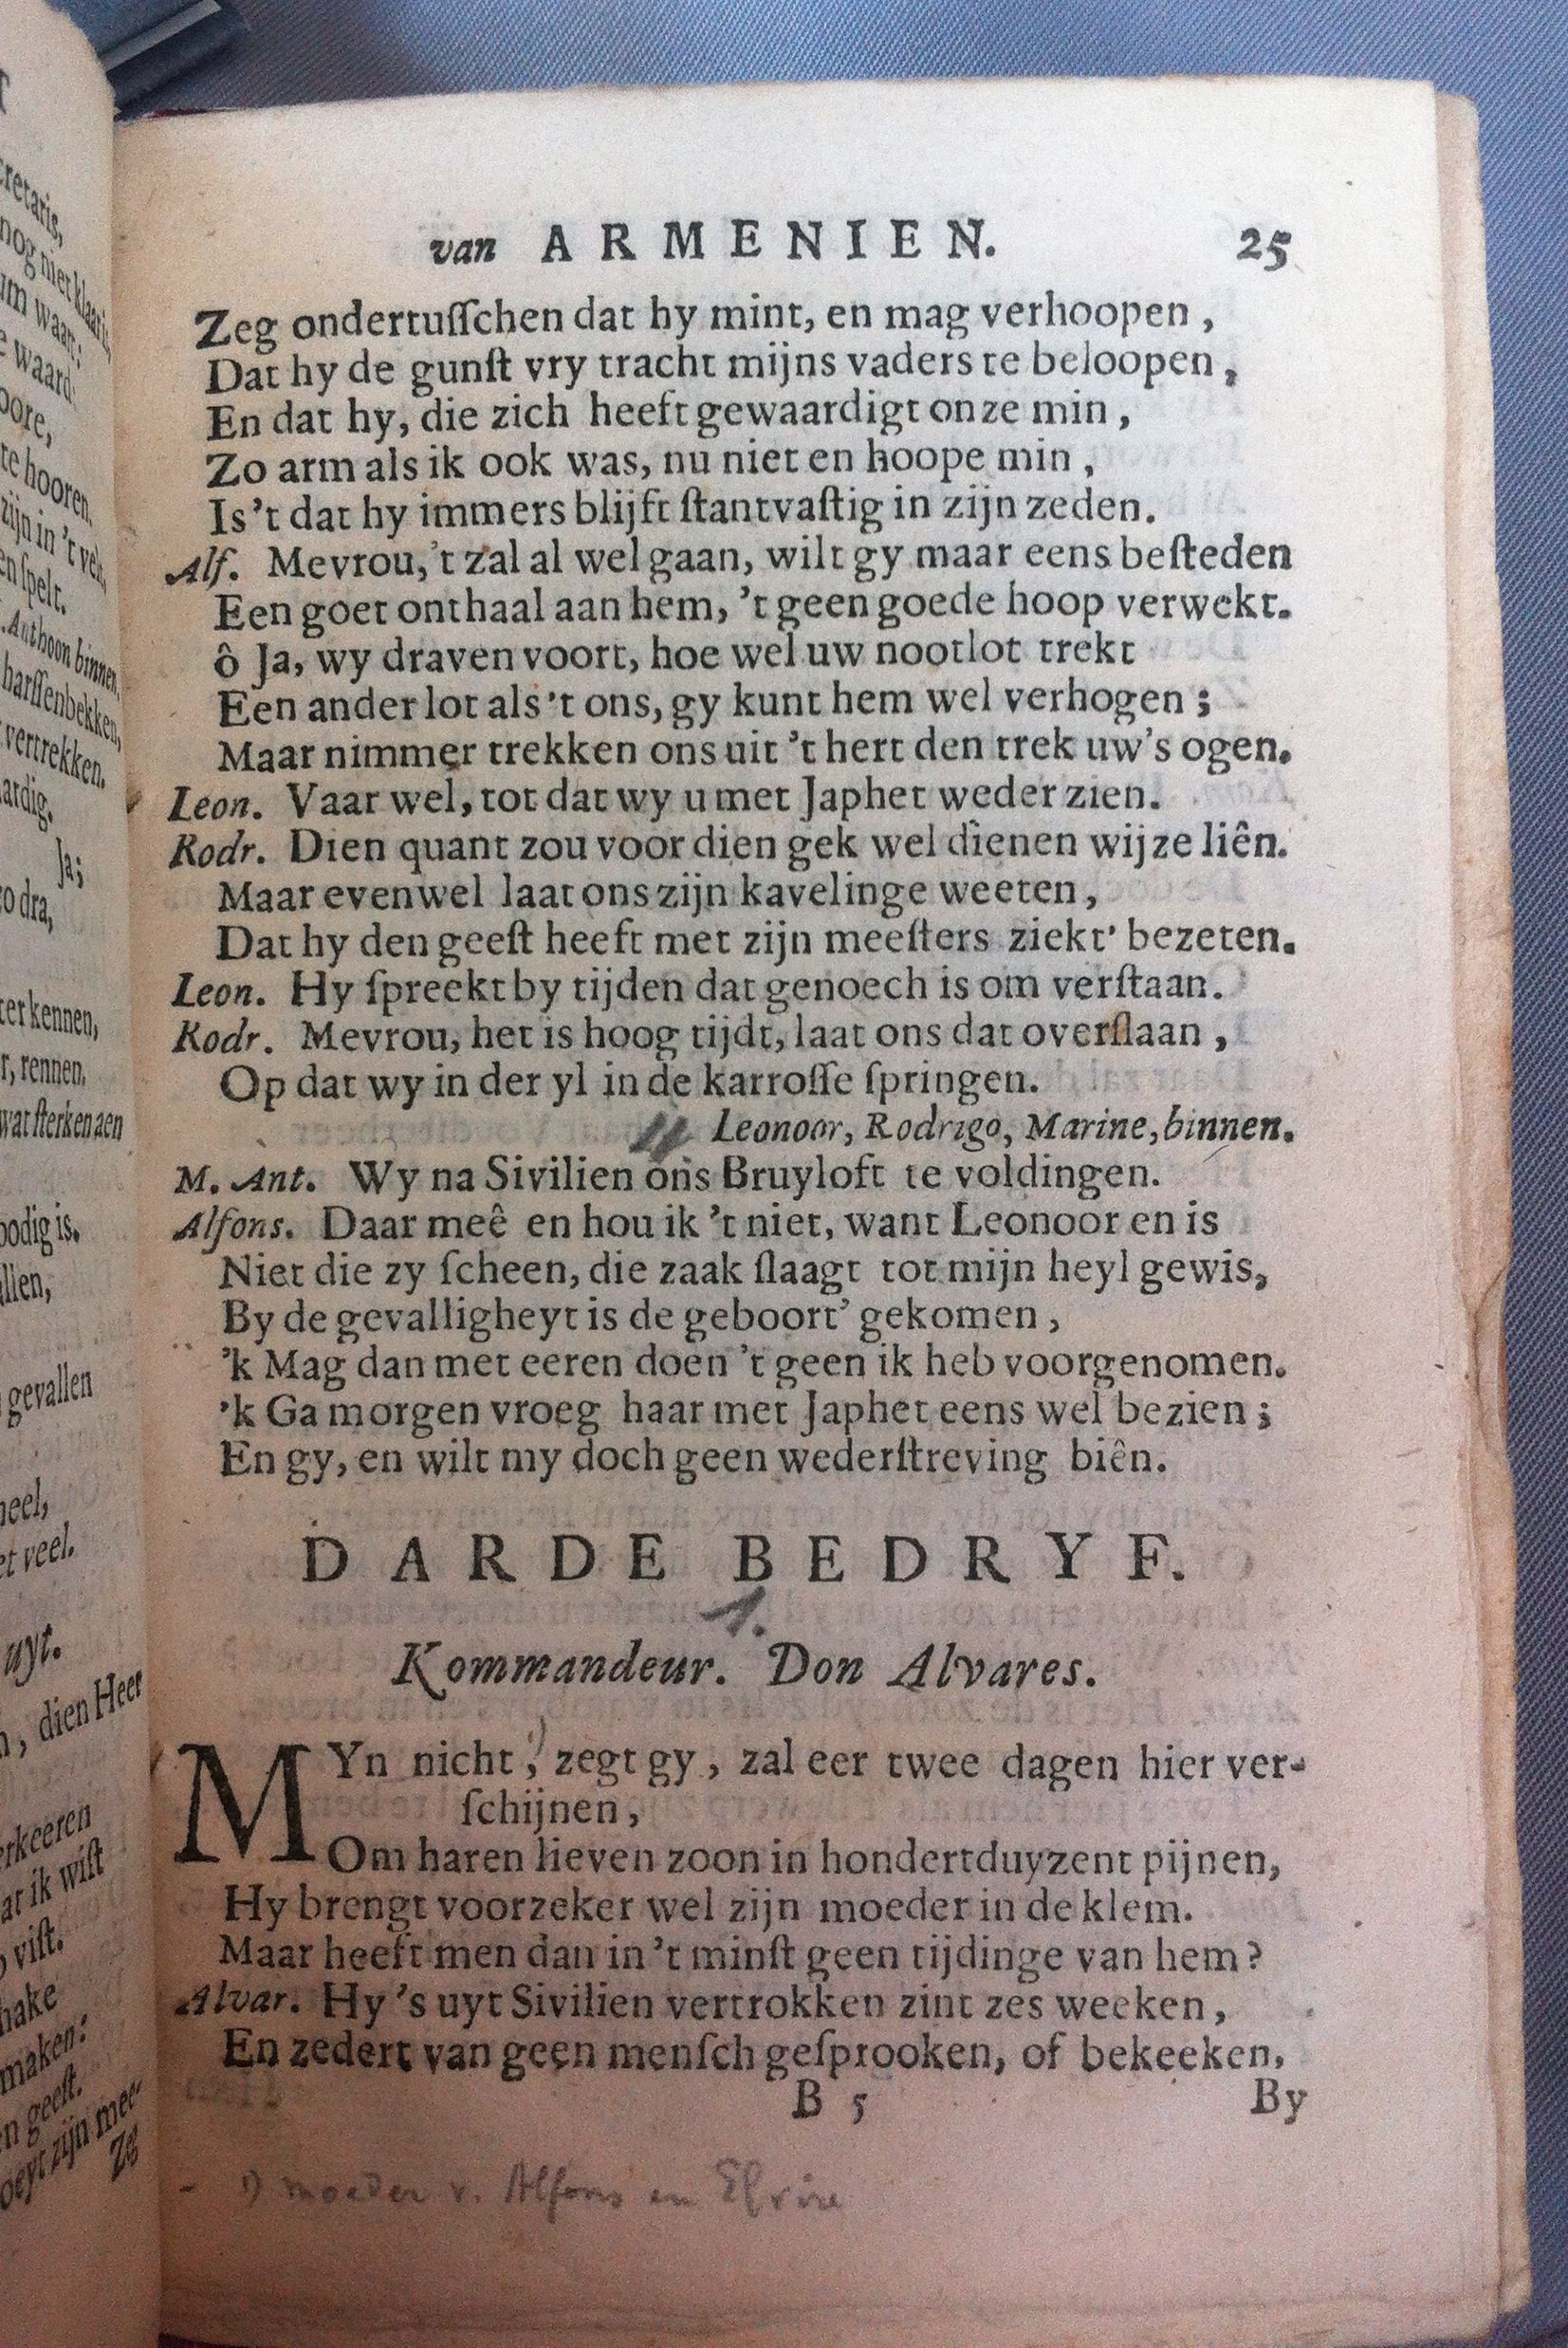 van ARMENIEN. 25
Zeg ondertusſchen dat hy mint, en mag verhoopen,
Dat hy de gunſt vry tracht mijns vaders te beloopen,
En dat hy, die zich heeft gewaardigt onze min,
Zo arm als ik ook was, nu niet en hoope min,
Is't dat hy immers blijft ſtantvaſtig in zijn zeden.
Alf. Mevrou, 't zal al wel gaan, wilt gy maar eens beſteden
Een goet onthaal aan hem, 't geen goede hoop verwekt.
ô Ja, wy draven voort, hoe wel uw nootlot trekt
Een ander lot als 't ons, gy kunt hem wel verhogen;
Maar nimmer trekken ons uit 't hert den trek uw's ogen.
Leon. Vaar wel, tot dat wy u met Japhet weder zien.
Rodr. Dien quant zou voor dien gek wel dienen wijze liên.
Maar evenwel laat ons zijn kavelinge weeten,
Dat hy den geeſt heeft met zijn meeſters ziekt' bezeten.
Leon. Hy ſpreekt by tijden dat genoech is om verſtaan.
Rodr. Mevrou, het is hoog tijdt, laat ons dat overſlaan,
Op dat wy in der yl in de karroſſe ſpringen.
Leonoor, Rodrigo, Marine, binnen.
M. Ant. Wy na Sivilien ons Bruyloft te voldingen.
Alfons. Daar meê en hou ik 't niet, want Leonoor en is
Niet die zy ſcheen, die zaak ſlaagt tot mijn heyl gewis,
By de gevalligheyt is de geboort' gekomen,
'k Mag dan met eeren doen 't geen ik heb voorgenomen.
'k Ga morgen vroeg haar met Japhet eens wel bezien;
En gy, en wilt my doch geen wederſtreving biên.
DARDE BEDRYF.
1.
Kommandeur. Don Alvares.
MYn nicht, zegt gy, zal eer twee dagen hier ver-
ſchijnen,
Om haren lieven zoon in hondertduyzent pijnen,
Hy brengt voorzeker wel zijn moeder in de klem.
Maar heeft men dan in 't minſt geen tijdinge van hem?
Alvar. Hy 's uyt Sivilien vertrokken zint zes weeken,
En zedert van geen menſch geſprooken, of bekeeken,
B 5 By
1) moeder v. Alfons en Elvire